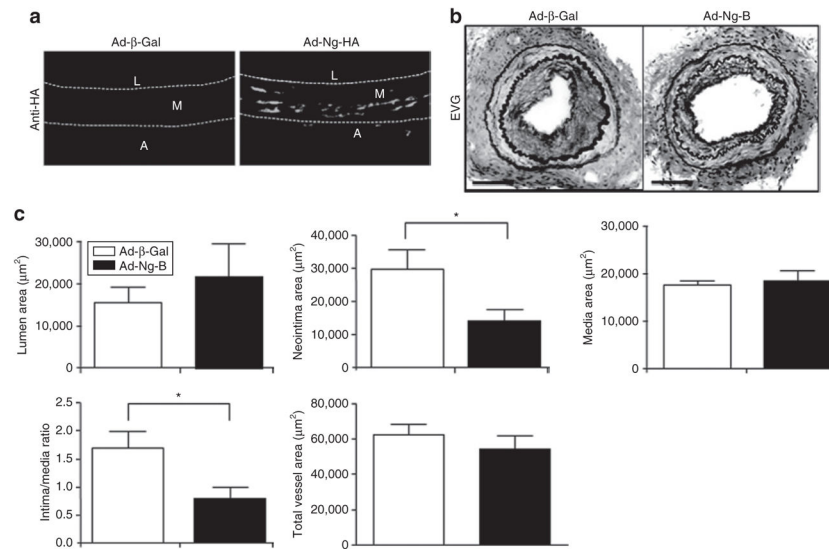 a
Ad-β-Gal
Ad-Ng-HA
Anti-HA
L
M
A
L
M
A
b
Ad-β-Gal
Ad-Ng-B
EVG
c
Lumen area (μm²)
30,000
20,000
10,000
0
Ad-β-Gal
Ad-Ng-B
Neointima area (μm²)
40,000
30,000
20,000
10,000
0
*
Media area (μm²)
30,000
20,000
10,000
0
Intima/media ratio
2.5
2.0
1.5
1.0
0.5
0.0
*
Total vessel area (μm²)
80,000
60,000
40,000
20,000
0